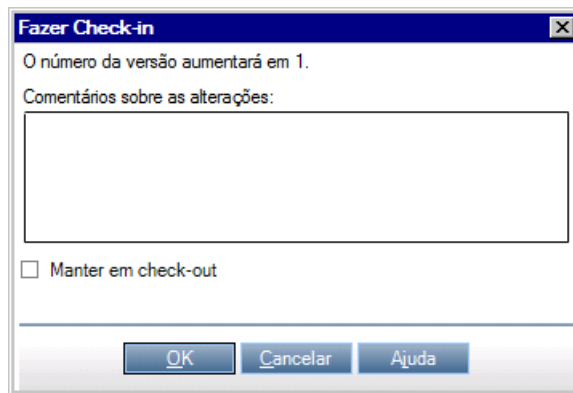 Fazer Check-in
O número da versão aumentará em 1.
Comentários sobre as alterações:
Manter em check-out
OK Cancelar Ajuda